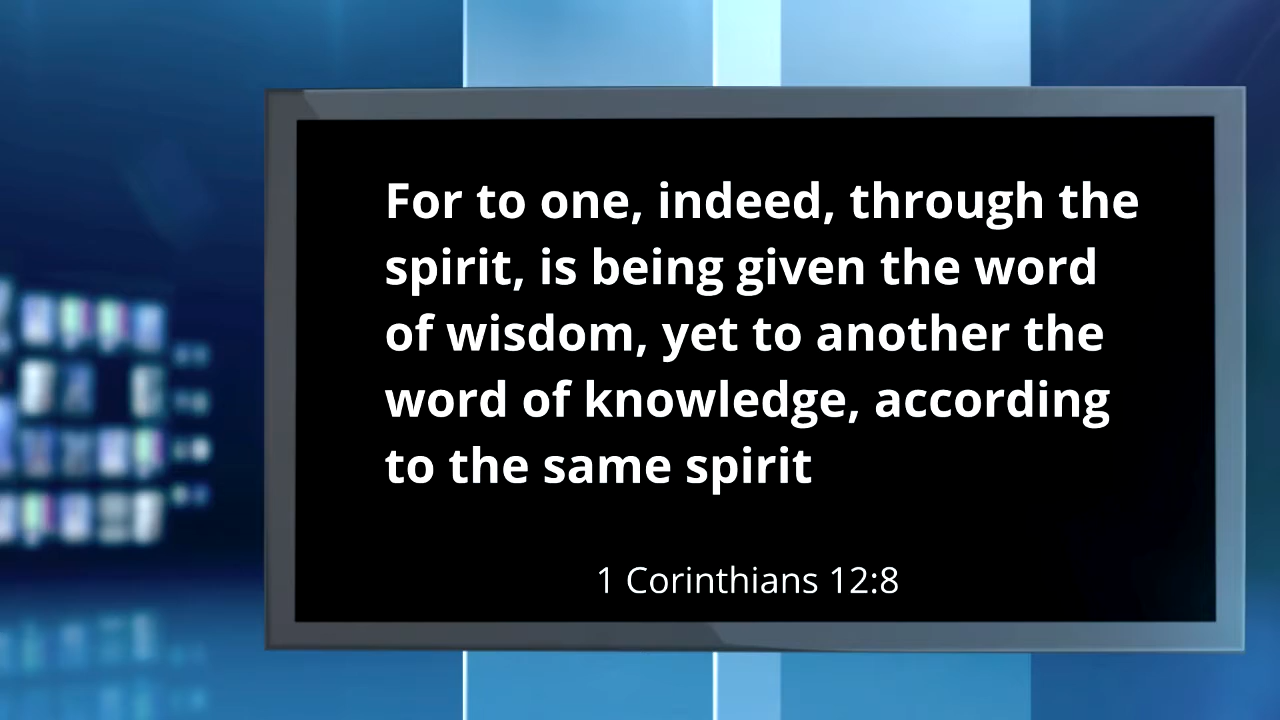 For to one, indeed, through the
spirit, is being given the word
of wisdom, yet to another the
word of knowledge, according
to the same spirit
1 Corinthians 12:8